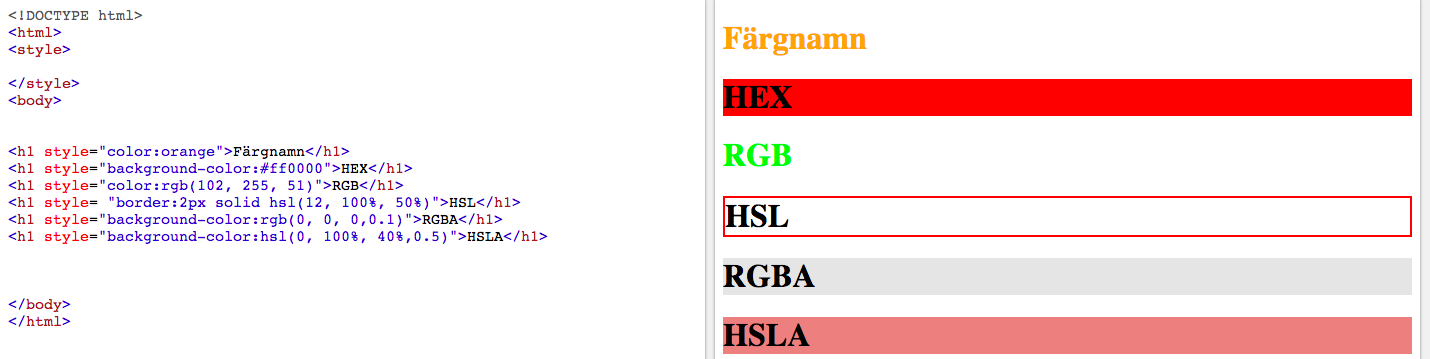 <!DOCTYPE html>
<html>
<style>
</style>
<body>
<h1 style="color:orange">Färgnamn</h1>
<h1 style="background-color:#ff0000">HEX</h1>
<h1 style="color:rgb(102, 255, 51)">RGB</h1>
<h1 style= "border:2px solid hsl(12, 100%, 50%)">HSL</h1>
<h1 style="background-color:rgb(0, 0, 0,0.1)">RGBA</h1>
<h1 style="background-color:hsl(0, 100%, 40%,0.5)">HSLA</h1>
</body>
</html>
Färgnamn
HEX
RGB
HSL
RGBA
HSLA